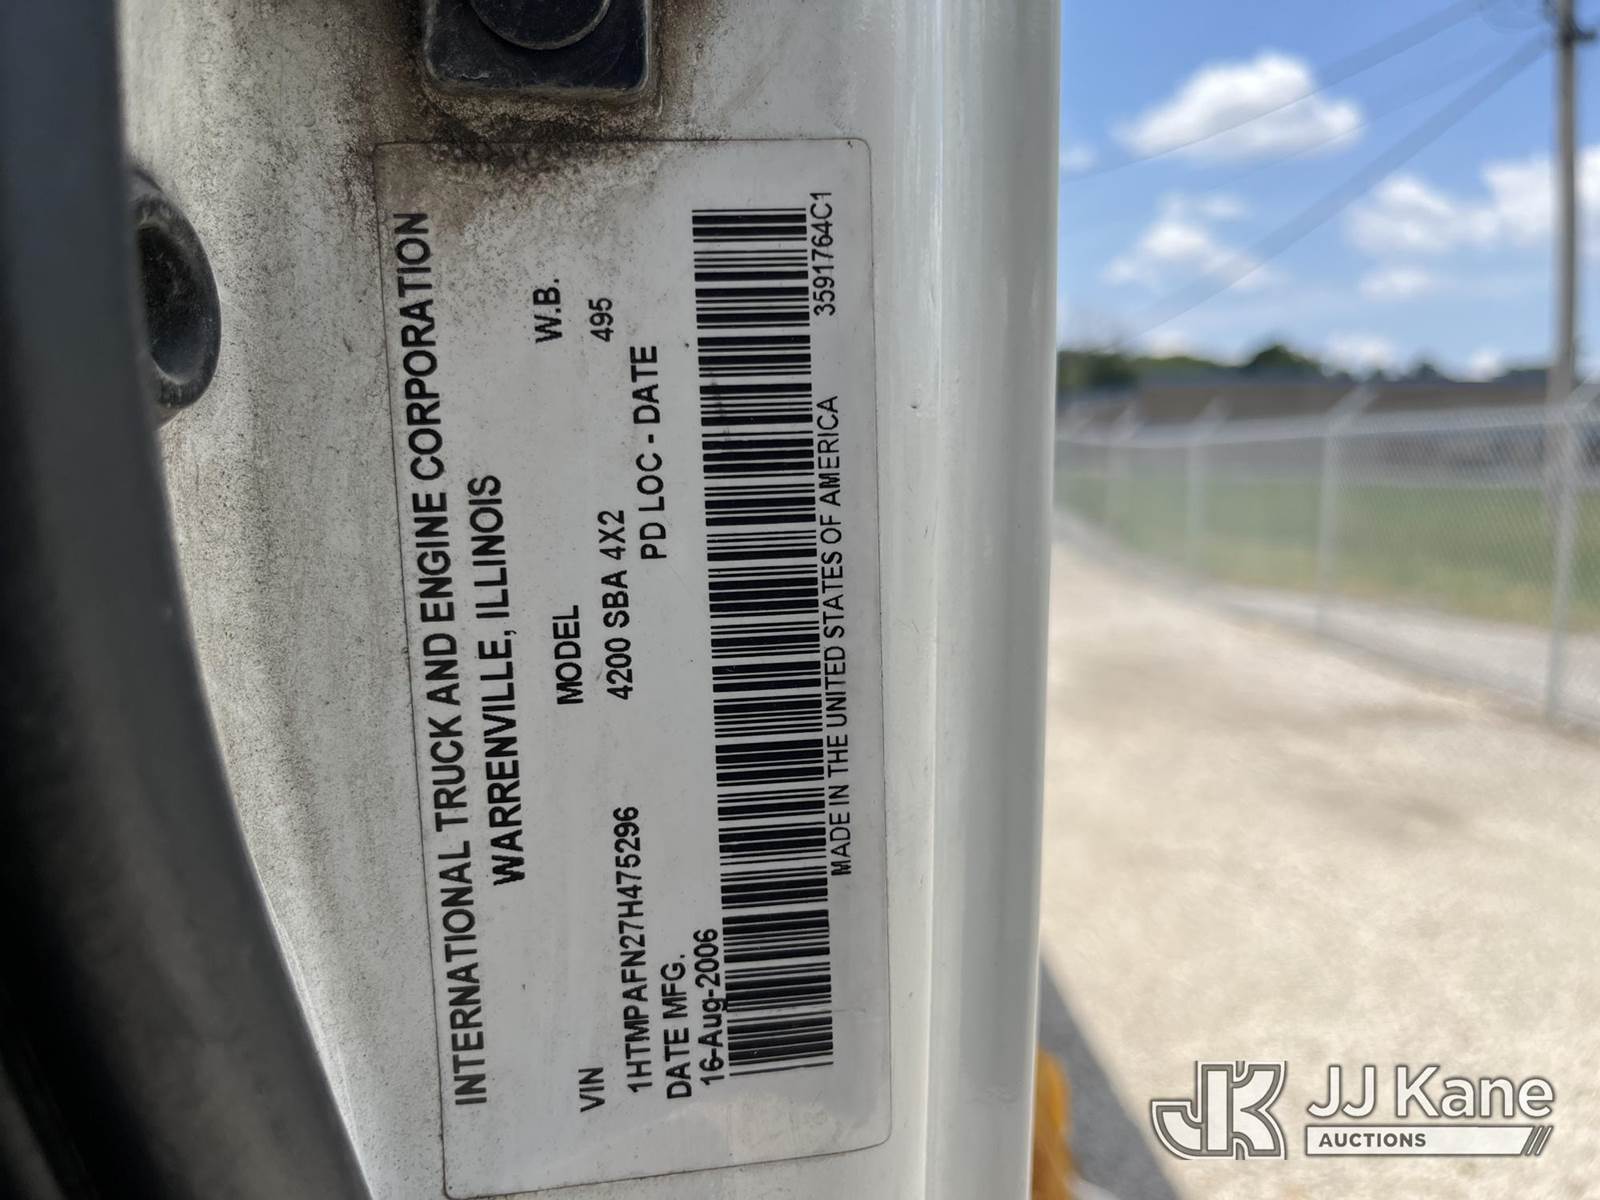 INTERNATIONAL TRUCK AND ENGINE CORPORATION
WARRENVILLE, ILLINOIS
VIN MODEL W.B.
1HTMPAFN27H475296 4200 SBA 4X2 495
DATE MFG. PD LOC - DATE
16-Aug-2006
MADE IN THE UNITED STATES OF AMERICA 3591764C1
JK JJ Kane
AUCTIONS